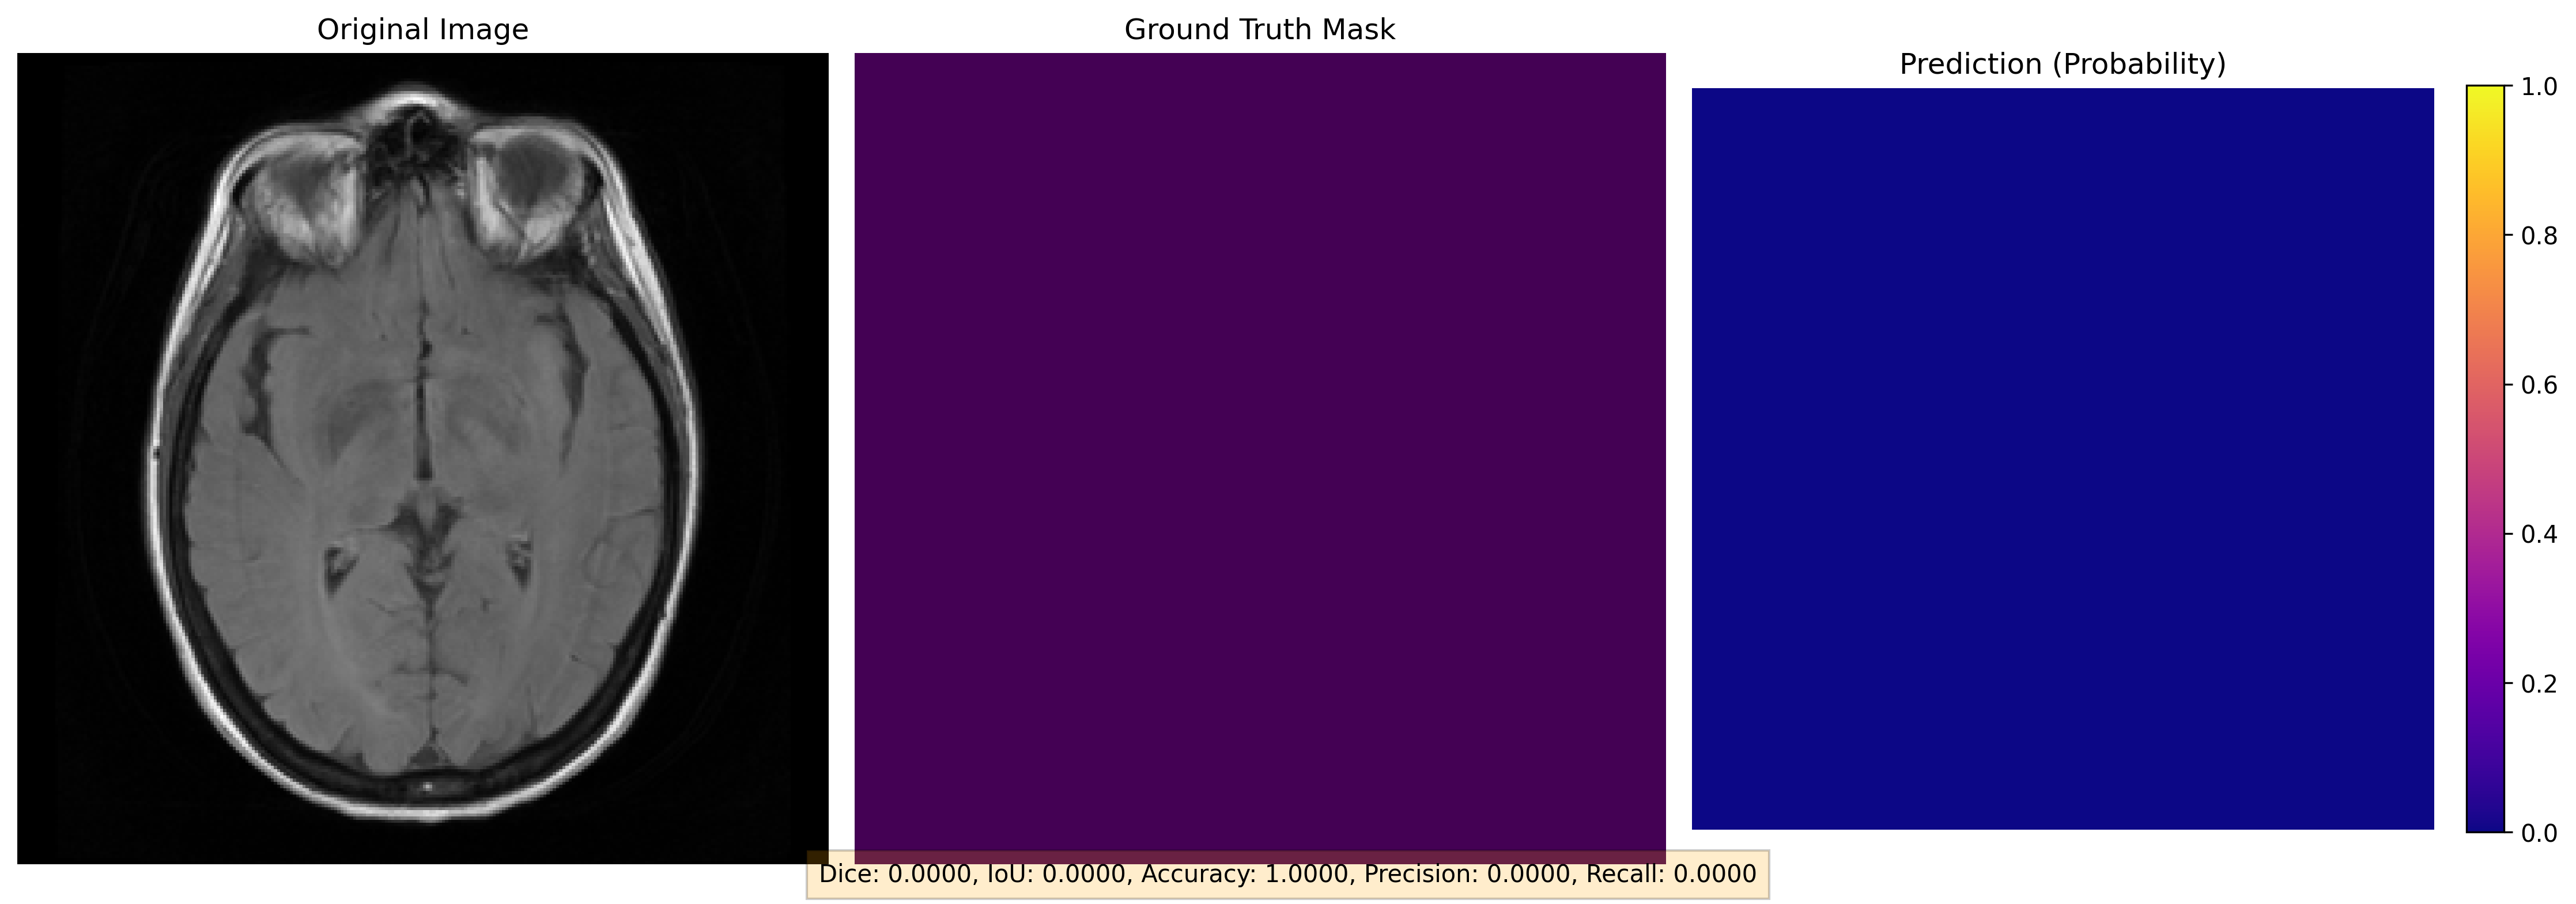 Original Image
Ground Truth Mask
Prediction (Probability)
1.0
0.8
0.6
0.4
0.2
0.0
Dice: 0.0000, IoU: 0.0000, Accuracy: 1.0000, Precision: 0.0000, Recall: 0.0000